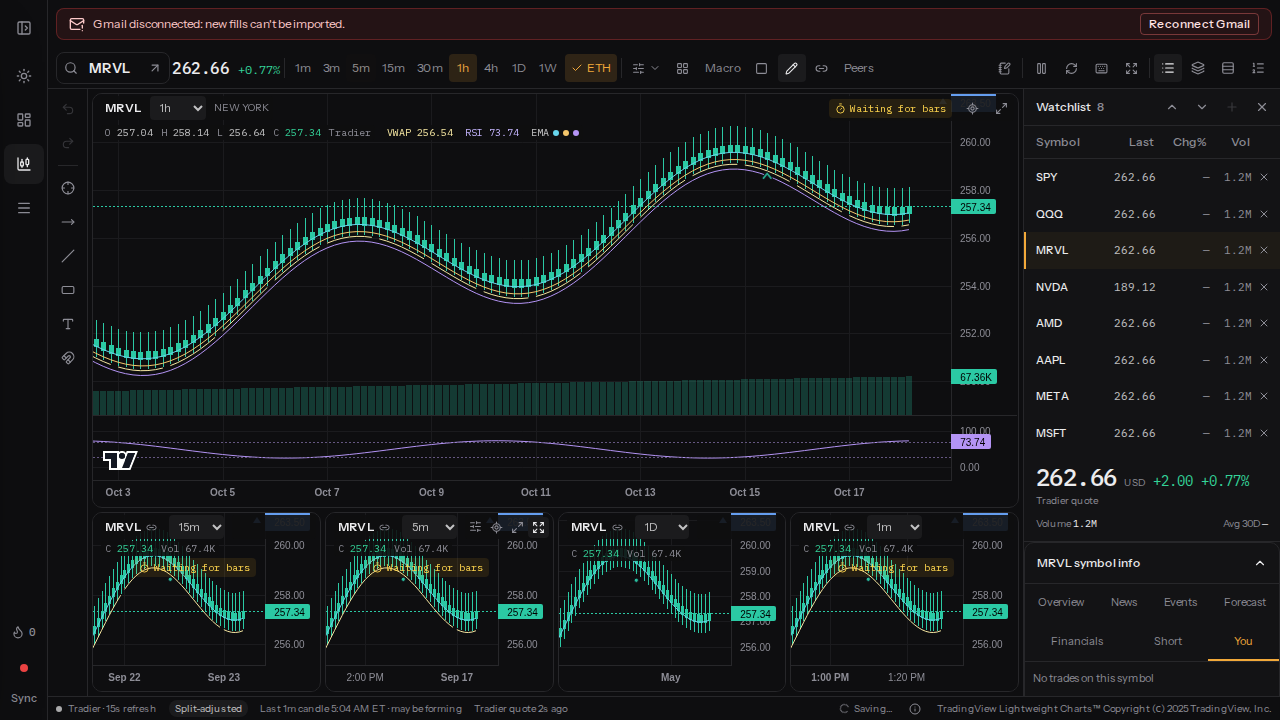 Gmail disconnected: new fills can't be imported.
Reconnect Gmail
MRVL 262.66 +0.77% 1m 3m 5m 15m 30m 1h 4h 1D 1W ETH Macro Peers
MRVL 1h NEW YORK Waiting for bars
O 257.04 H 258.14 L 256.64 C 257.34 Tradier VWAP 256.54 RSI 73.74 EMA
260.00
258.00
257.34
256.00
254.00
252.00
67.36K
100.00
73.74
0.00
Oct 3 Oct 5 Oct 7 Oct 9 Oct 11 Oct 13 Oct 15 Oct 17
MRVL 15m
C 257.34 Vol 67.4K
Waiting for bars
260.00
258.00
257.34
256.00
Sep 22 Sep 23
MRVL 5m
C 257.34 Vol 67.4K
Waiting for bars
260.00
258.00
257.34
256.00
2:00 PM Sep 17
MRVL 1D
C 257.34 Vol 67.4K
260.00
259.00
258.00
257.34
257.00
256.00
May
MRVL 1m
C 257.34 Vol 67.4K
Waiting for bars
260.00
258.00
257.34
256.00
1:00 PM 1:20 PM
Watchlist 8
Symbol Last Chg% Vol
SPY 262.66 — 1.2M
QQQ 262.66 — 1.2M
MRVL 262.66 — 1.2M
NVDA 189.12 — 1.2M
AMD 262.66 — 1.2M
AAPL 262.66 — 1.2M
META 262.66 — 1.2M
MSFT 262.66 — 1.2M
262.66 USD +2.00 +0.77%
Tradier quote
Volume 1.2M Avg 30D —
MRVL symbol info
Overview News Events Forecast
Financials Short You
No trades on this symbol
0
Sync
Tradier · 15s refresh Split-adjusted Last 1m candle 5:04 AM ET · may be forming Tradier quote 2s ago Saving... TradingView Lightweight Charts™ Copyright (c) 2025 TradingView, Inc.